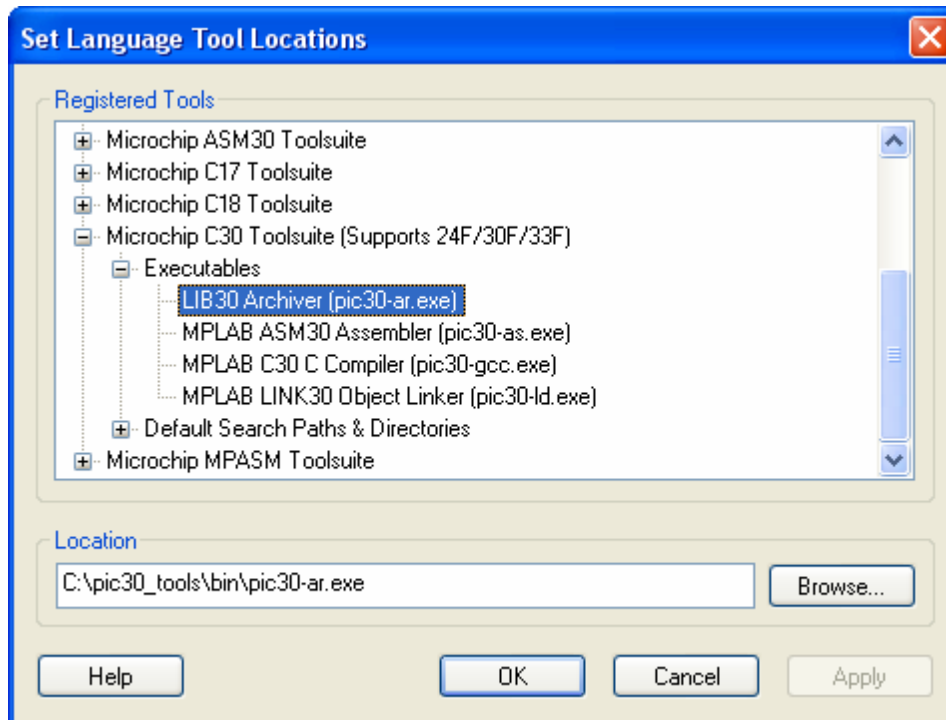 Set Language Tool Locations
Registered Tools
Microchip ASM30 Toolsuite
Microchip C17 Toolsuite
Microchip C18 Toolsuite
Microchip C30 Toolsuite (Supports 24F/30F/33F)
Executables
LIB30 Archiver (pic30-ar.exe)
MPLAB ASM30 Assembler (pic30-as.exe)
MPLAB C30 C Compiler (pic30-gcc.exe)
MPLAB LINK30 Object Linker (pic30-ld.exe)
Default Search Paths & Directories
Microchip MPASM Toolsuite
Location
C:\pic30_tools\bin\pic30-ar.exe
Browse...
Help
OK
Cancel
Apply